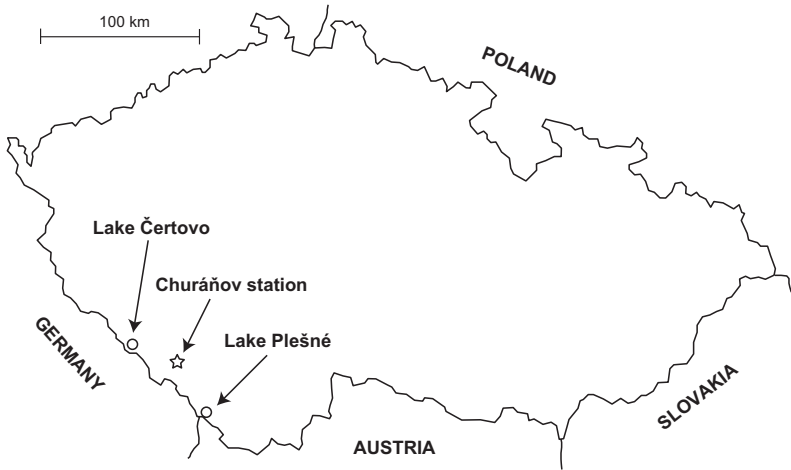 100 km
POLAND
Lake Čertovo
Churáňov station
Lake Plešné
GERMANY
SLOVAKIA
AUSTRIA